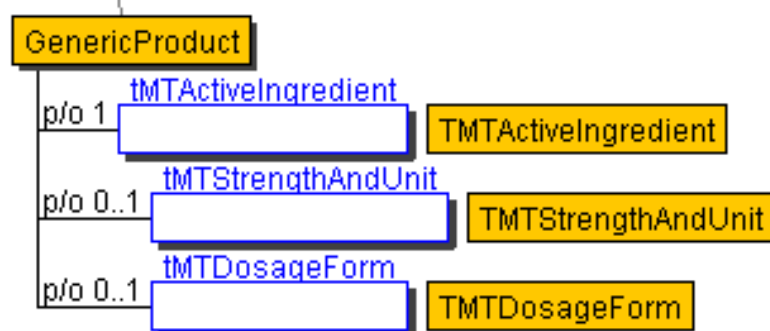 GenericProduct
tMTActiveIngredient
p/o 1
TMTActiveIngredient
tMTStrengthAndUnit
p/o 0..1
TMTStrengthAndUnit
tMTDosageForm
p/o 0..1
TMTDosageForm